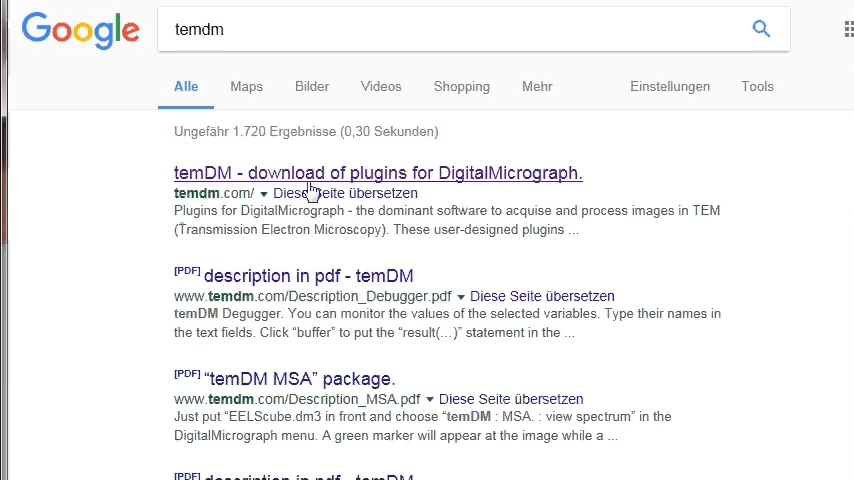 Google
temdm
Alle Maps Bilder Videos Shopping Mehr Einstellungen Tools
Ungefähr 1.720 Ergebnisse (0,30 Sekunden)
temDM - download of plugins for DigitalMicrograph.
temdm.com/ Diese Seite übersetzen
Plugins for DigitalMicrograph - the dominant software to acquise and process images in TEM
(Transmission Electron Microscopy). These user-designed plugins ...
[PDF] description in pdf - temDM
www.temdm.com/Description_Debugger.pdf Diese Seite übersetzen
temDM Degugger. You can monitor the values of the selected variables. Type their names in
the text fields. Click “buffer” to put the “result(...)” statement in the ...
[PDF] “temDM MSA” package.
www.temdm.com/Description_MSA.pdf Diese Seite übersetzen
Just put “EELScube.dm3 in front and choose “temDM : MSA. : view spectrum” in the
DigitalMicrograph menu. A green marker will appear at the image while a ...
[PDF] description in pdf - temDM